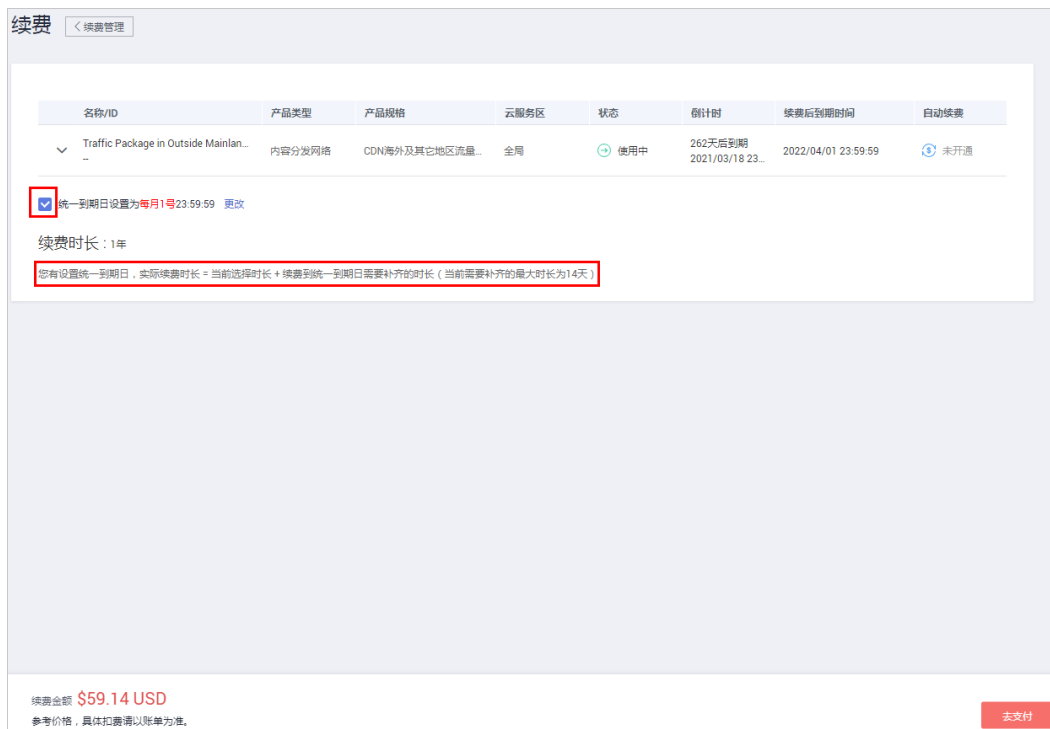 续费 < 续费管理
名称/ID 产品类型 产品规格 云服务区 状态 倒计时 续费后到期时间 自动续费
Traffic Package in Outside Mainlan... 内容分发网络 CDN海外及其它地区流量... 全局 使用中 262天后到期 2022/04/01 23:59:59 未开通
-- 2021/03/18 23...
统一到期日设置为每月1号23:59:59 更改
续费时长：1年
您有设置统一到期日，实际续费时长 = 当前选择时长 + 续费到统一到期日需要补齐的时长（当前需要补齐的最大时长为14天）
续费金额 $59.14 USD
参考价格，具体扣费请以账单为准。
去支付